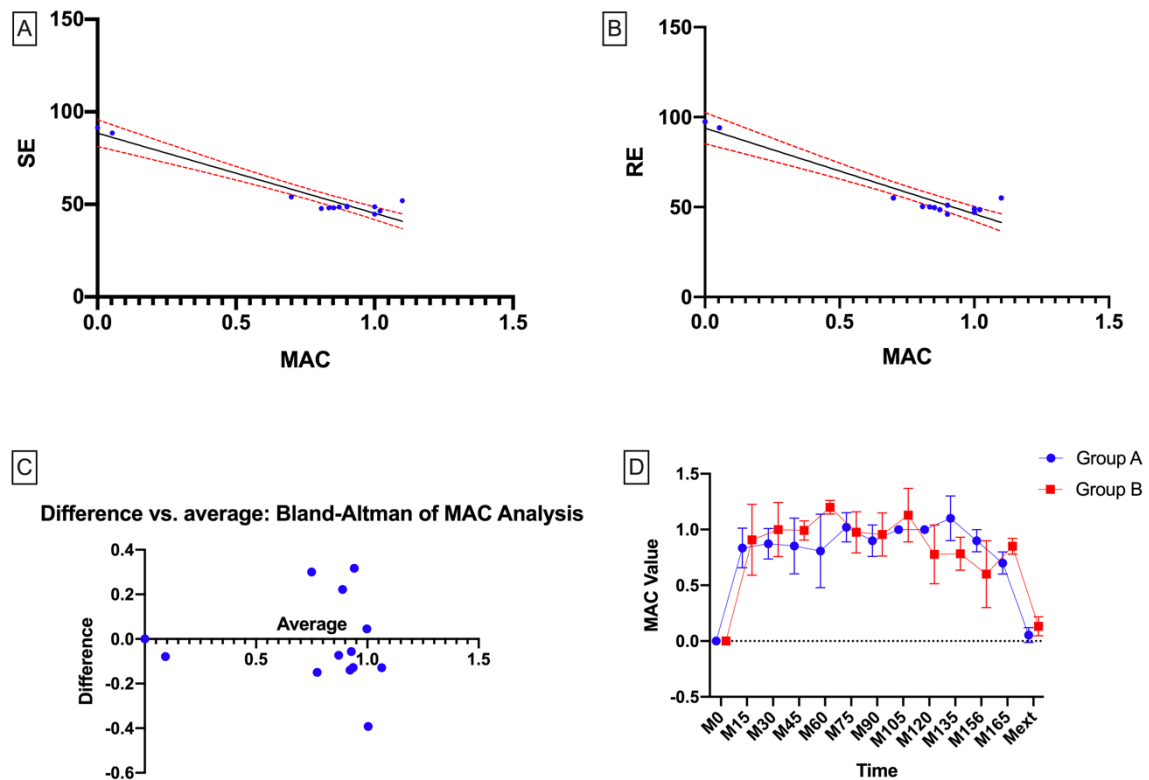 A
150
100
50
0
SE
0.0 0.5 1.0 1.5
MAC
B
150
100
50
0
RE
0.0 0.5 1.0 1.5
MAC
C
Difference vs. average: Bland-Altman of MAC Analysis
0.4
0.2
0.0
-0.2
-0.4
-0.6
Difference
Average
0.5 1.0 1.5
D
Group A
Group B
1.5
1.0
0.5
0.0
-0.5
MAC Value
M0 M15 M30 M45 M60 M75 M90 M105 M120 M135 M156 M165 Mext
Time